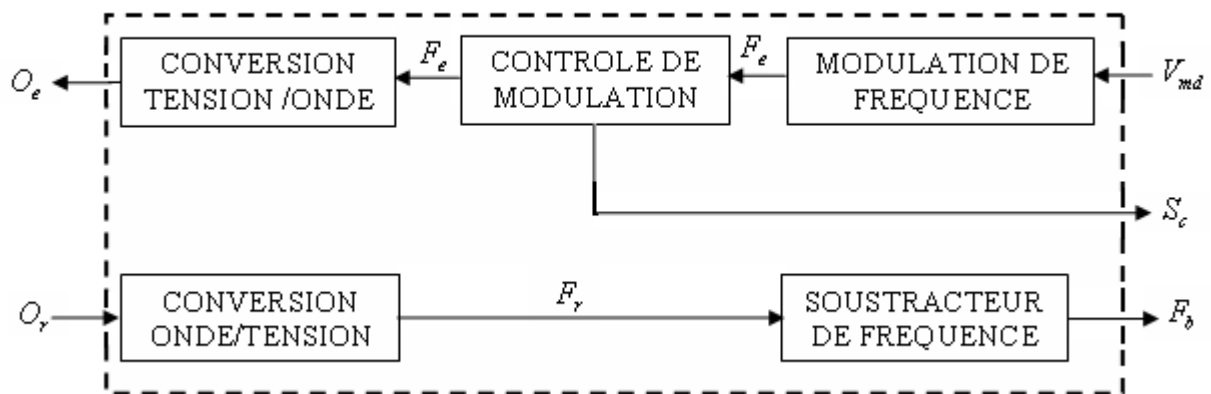 CONVERSION
TENSION /ONDE
CONTROLE DE
MODULATION
MODULATION DE
FRÈQUENCE
O_e
F_e
F_e
V_md
S_c
CONVERSION
ONDE/TENSION
SOUSTRACTEUR
DE FREQUENCE
O_r
F_r
F_b